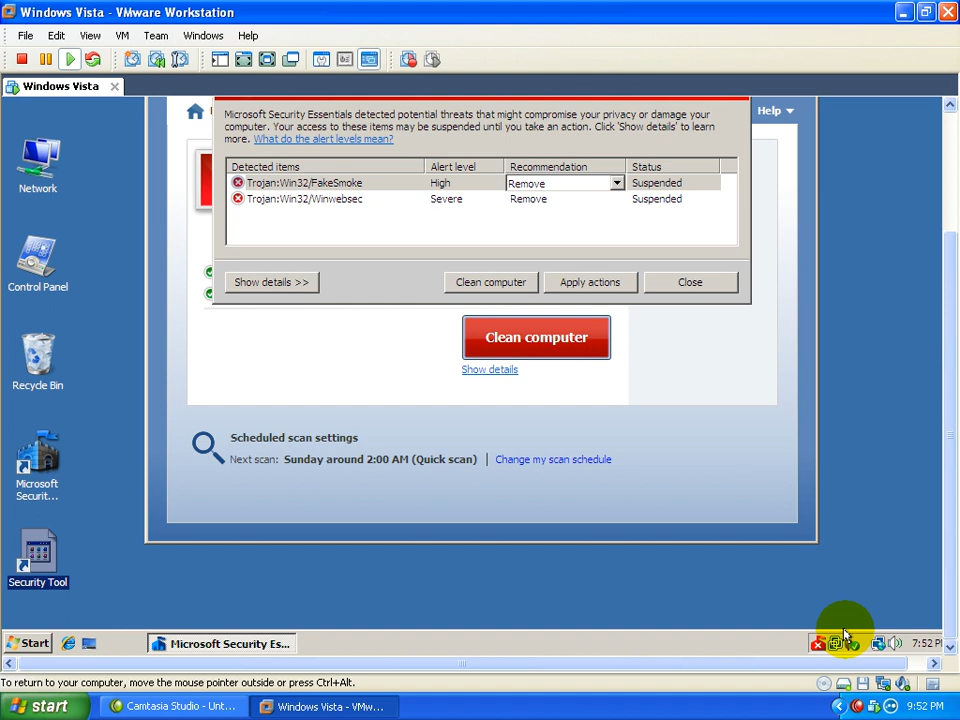 Windows Vista - VMware Workstation
File Edit View VM Team Windows Help
Windows Vista
Help
Microsoft Security Essentials detected potential threats that might compromise your privacy or damage your
computer. Your access to these items may be suspended until you take an action. Click 'Show details' to learn
more. What do the alert levels mean?
Detected items Alert level Recommendation Status
Trojan:Win32/FakeSmoke High Remove Suspended
Trojan:Win32/Winwebsec Severe Remove Suspended
Show details >> Clean computer Apply actions Close
Clean computer
Show details
Scheduled scan settings
Next scan: Sunday around 2:00 AM (Quick scan) | Change my scan schedule
Network
Control Panel
Recycle Bin
Microsoft
Securit...
Security Tool
Start Microsoft Security Es... 7:52 P
To return to your computer, move the mouse pointer outside or press Ctrl+Alt.
start Camtasia Studio - Unt... Windows Vista - VMw... 9:52 PM